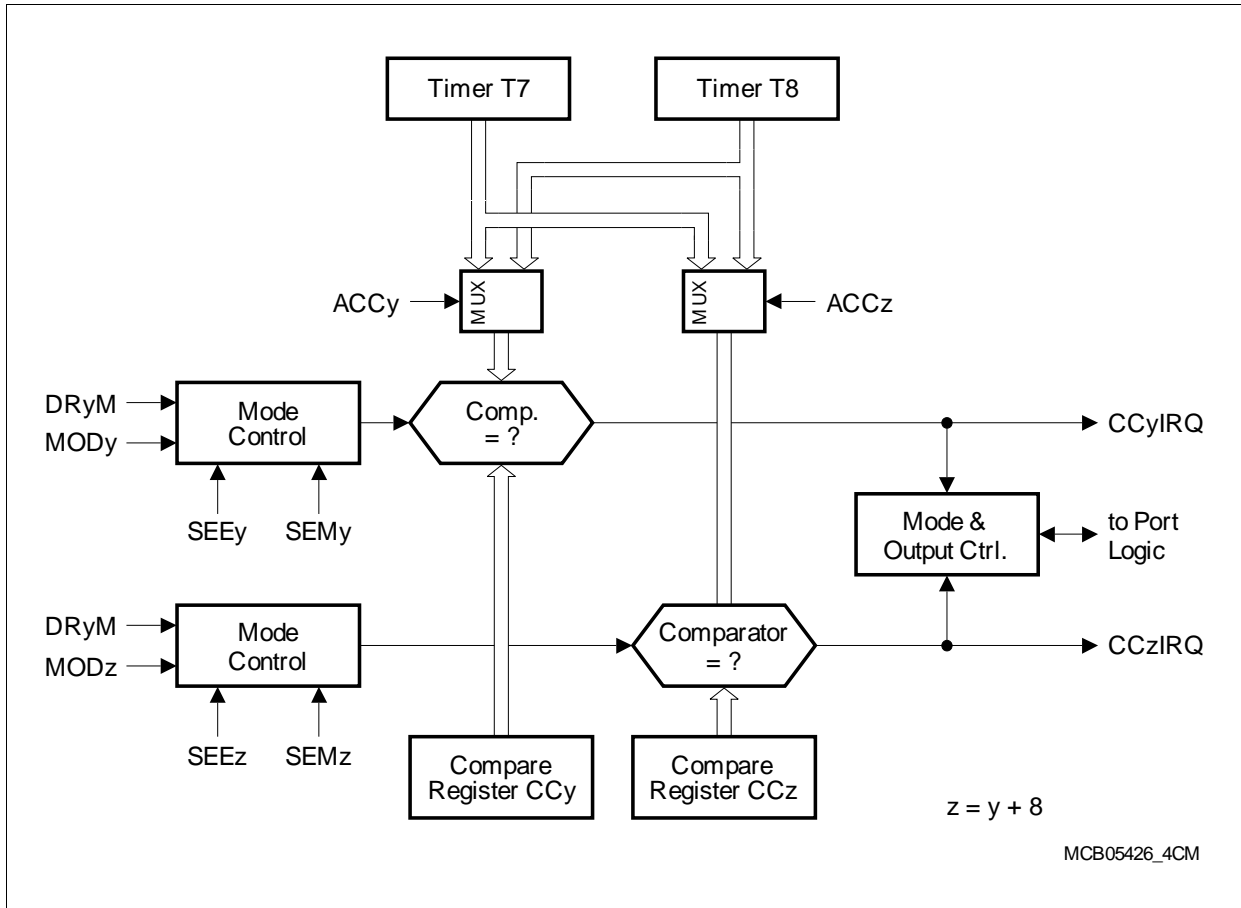 Timer T7
Timer T8
MUX
MUX
ACCy
ACCz
DRyM
MODy
Mode
Control
Comp.
= ?
CCyIRQ
SEEy
SEMy
Mode &
Output Ctrl.
to Port
Logic
DRyM
MODz
Mode
Control
Comparator
= ?
CCzIRQ
SEEz
SEMz
Compare
Register CCy
Compare
Register CCz
z = y + 8
MCB05426_4CM